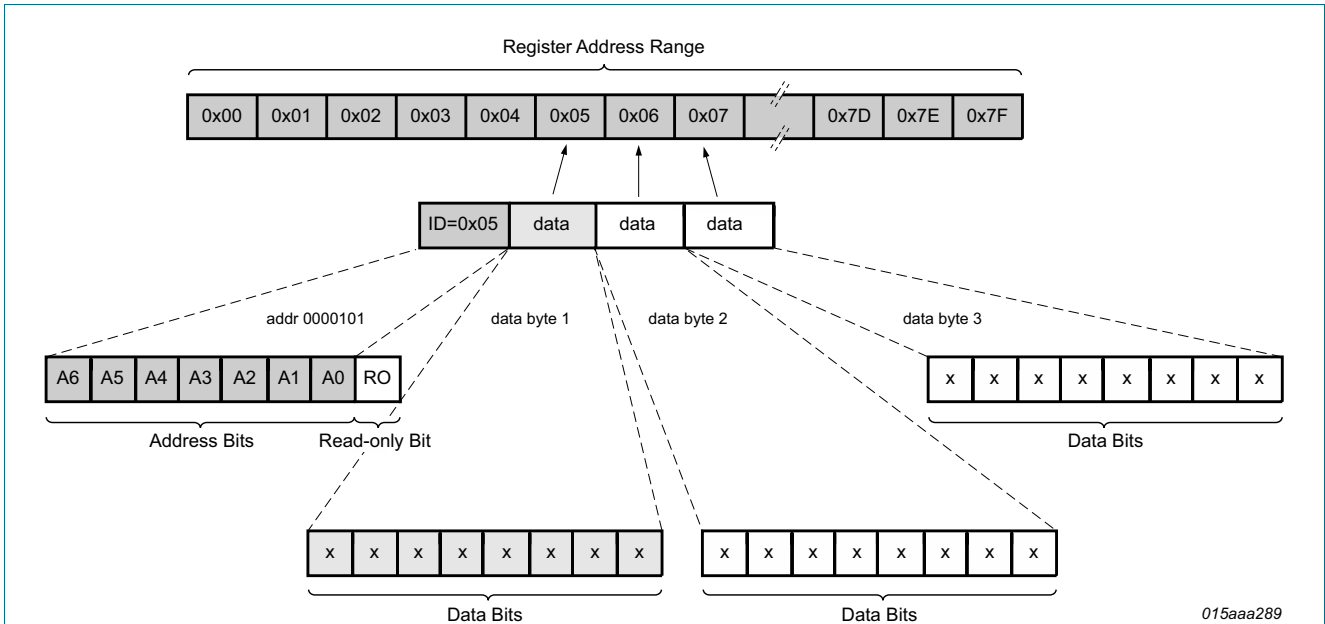 Register Address Range
0x00 0x01 0x02 0x03 0x04 0x05 0x06 0x07 0x7D 0x7E 0x7F
ID=0x05 data data data
addr 0000101 data byte 1 data byte 2 data byte 3
A6 A5 A4 A3 A2 A1 A0 RO x x x x x x x x
Address Bits Read-only Bit Data Bits
x x x x x x x x x x x x x x x x
Data Bits Data Bits 015aaa289